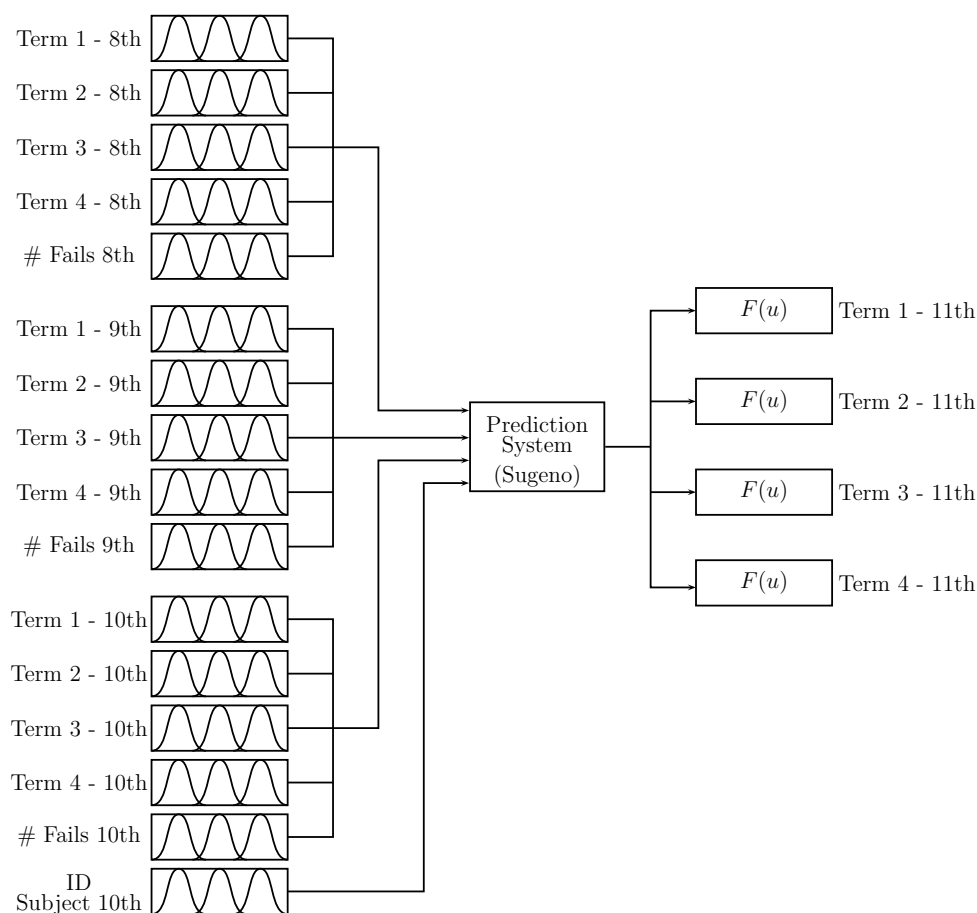 Term 1 - 8th
Term 2 - 8th
Term 3 - 8th
Term 4 - 8th
# Fails 8th
Term 1 - 9th
Term 2 - 9th
Term 3 - 9th
Term 4 - 9th
# Fails 9th
Term 1 - 10th
Term 2 - 10th
Term 3 - 10th
Term 4 - 10th
# Fails 10th
ID
Subject 10th
Prediction
System
(Sugeno)
F(u)
Term 1 - 11th
F(u)
Term 2 - 11th
F(u)
Term 3 - 11th
F(u)
Term 4 - 11th